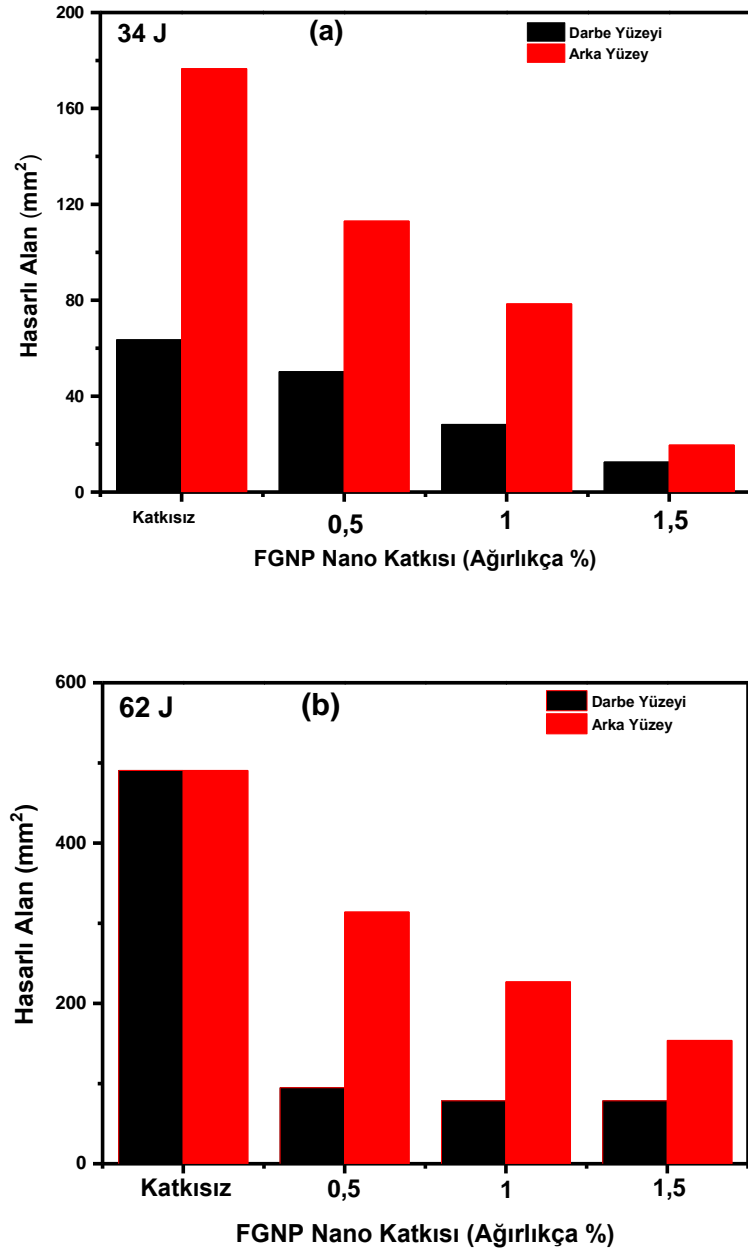 34 J
(a)
Darbe Yüzeyi
Arka Yüzey
Hasarlı Alan (mm²)
200
160
120
80
40
0
Katkısız
0,5
1
1,5
FGNP Nano Katkısı (Ağırlıkça %)
62 J
(b)
Darbe Yüzeyi
Arka Yüzey
Hasarlı Alan (mm²)
600
400
200
0
Katkısız
0,5
1
1,5
FGNP Nano Katkısı (Ağırlıkça %)